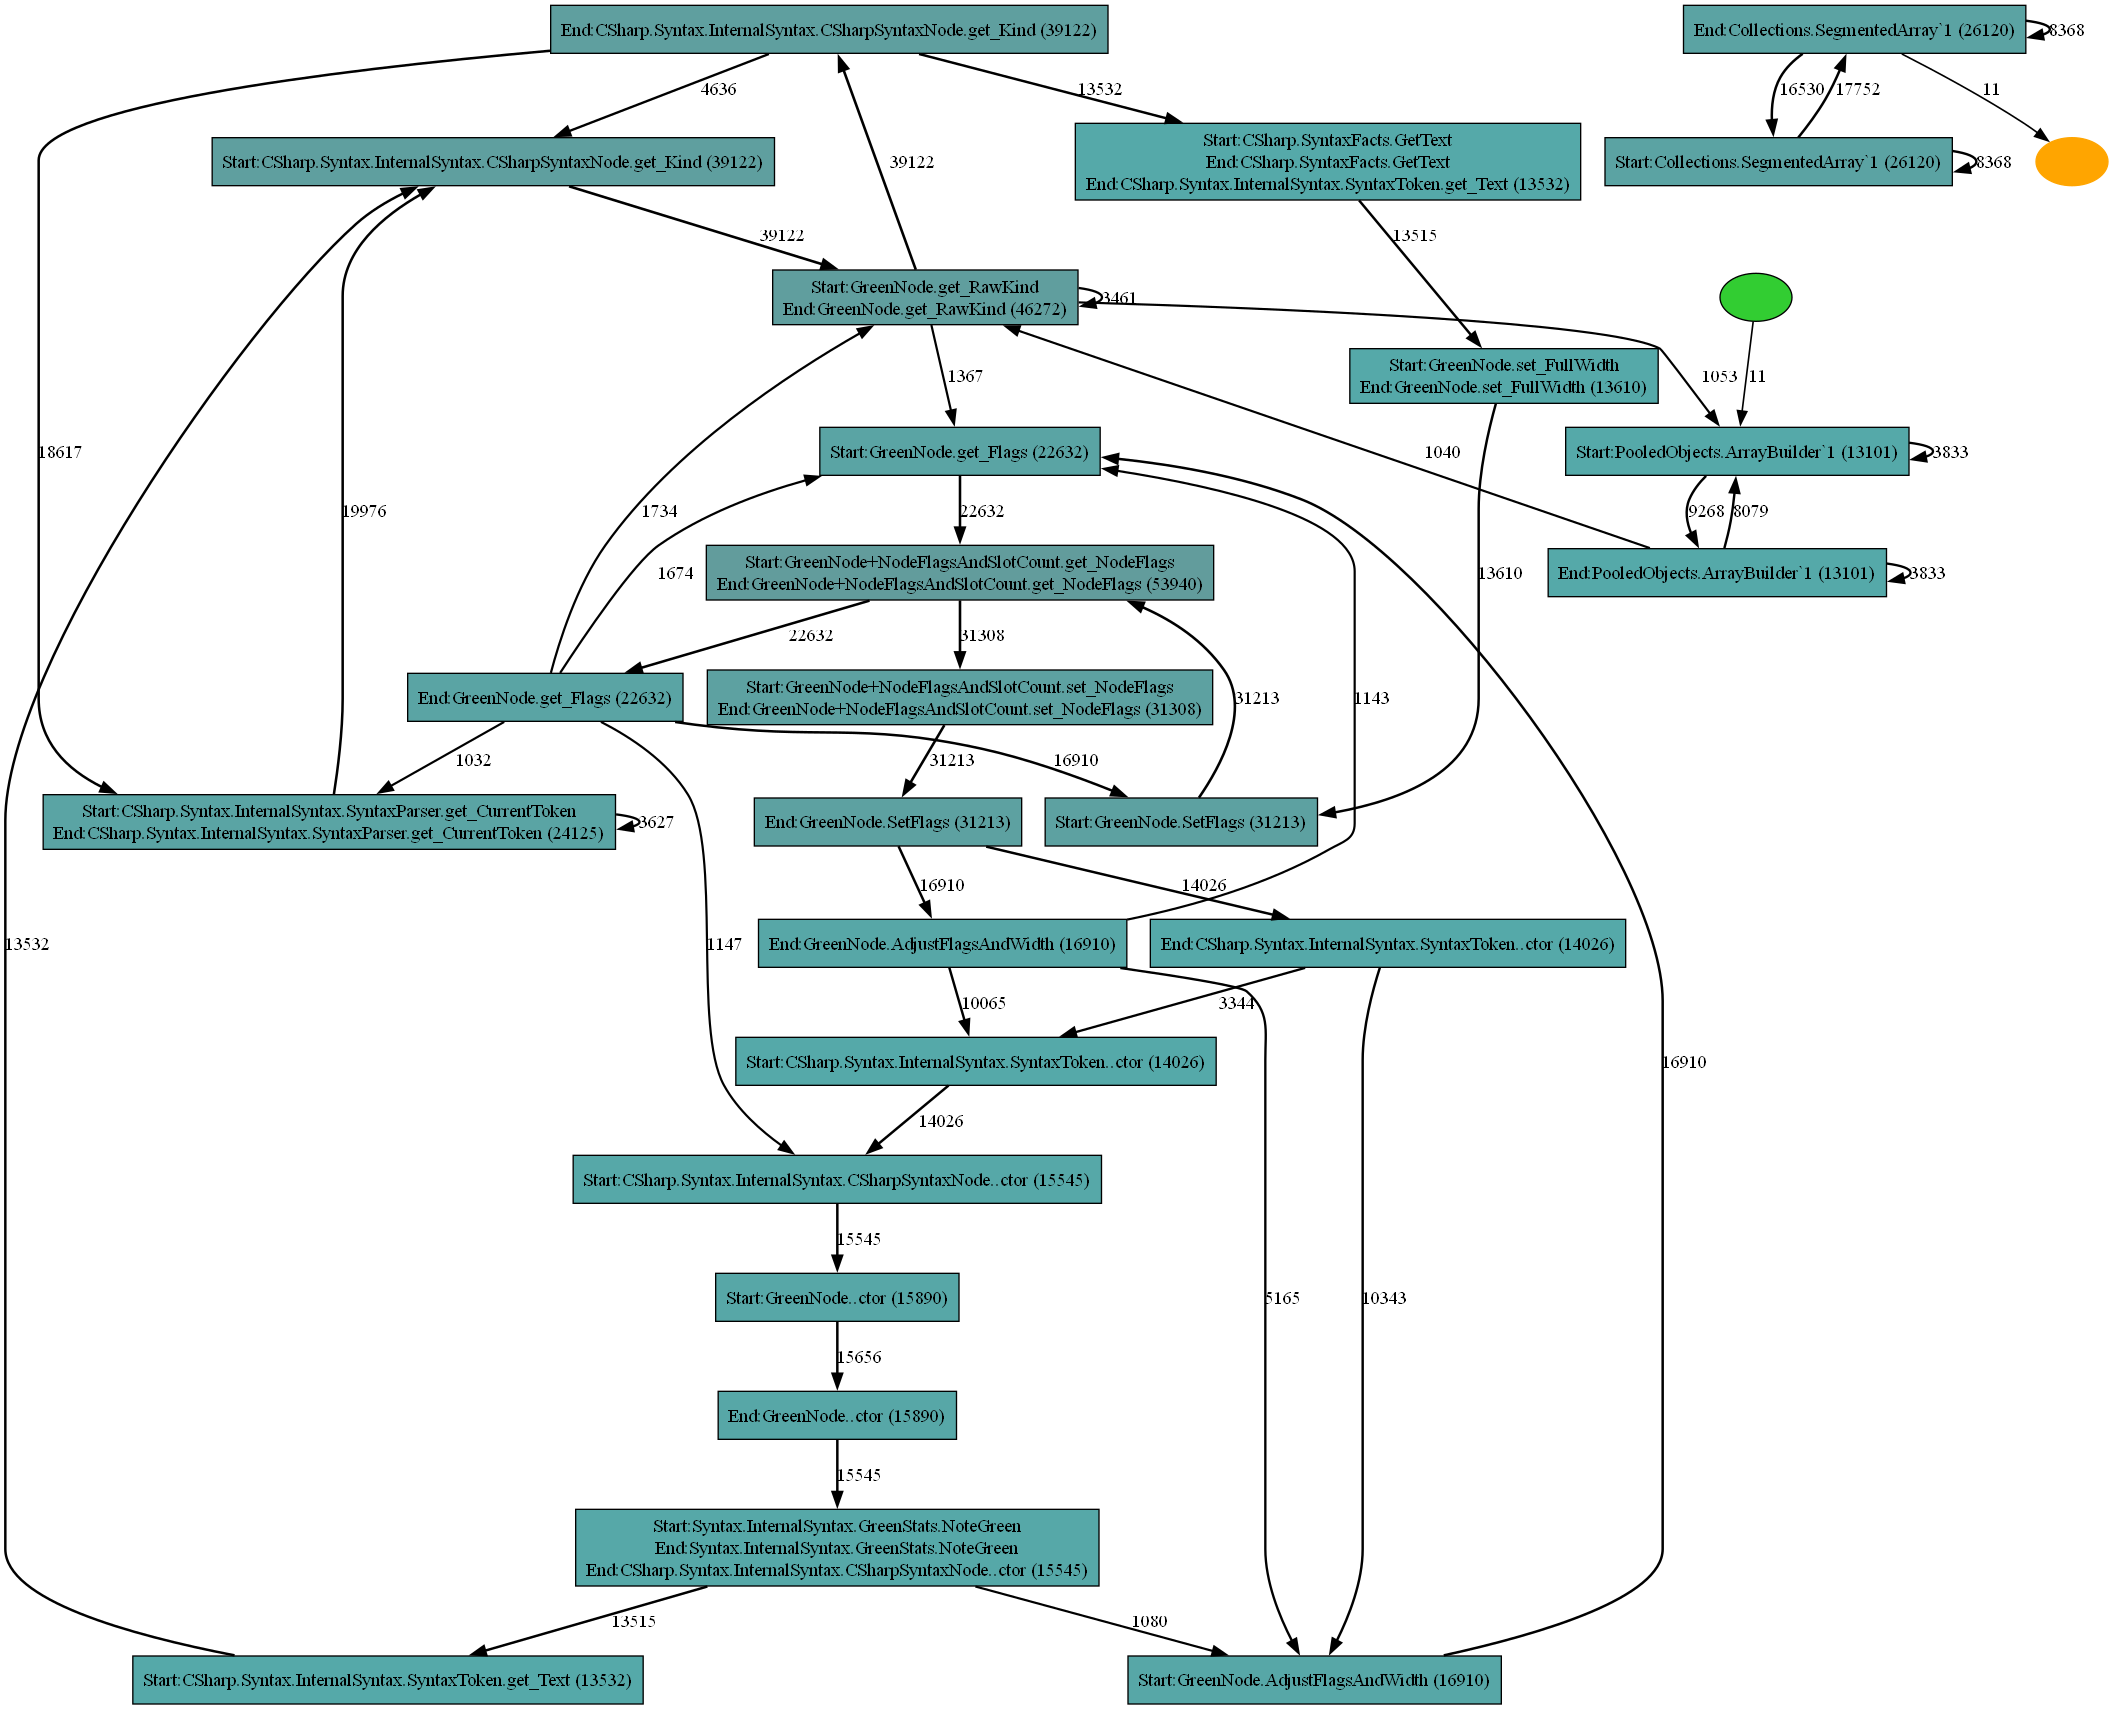 End:CSharp.Syntax.InternalSyntax.CSharpSyntaxNode.get_Kind (39122)
End:Collections.SegmentedArray`1 (26120)
8368
4636
13532
16530
17752
11
Start:CSharp.Syntax.InternalSyntax.CSharpSyntaxNode.get_Kind (39122)
39122
Start:CSharp.SyntaxFacts.GetText
End:CSharp.SyntaxFacts.GetText
End:CSharp.Syntax.InternalSyntax.SyntaxToken.get_Text (13532)
Start:Collections.SegmentedArray`1 (26120)
8368
39122
13515
Start:GreenNode.get_RawKind
End:GreenNode.get_RawKind (46272)
3461
1367
Start:GreenNode.set_FullWidth
End:GreenNode.set_FullWidth (13610)
1053
11
18617
Start:GreenNode.get_Flags (22632)
1040
Start:PooledObjects.ArrayBuilder`1 (13101)
3833
19976
1734
22632
9268
8079
1674
Start:GreenNode+NodeFlagsAndSlotCount.get_NodeFlags
End:GreenNode+NodeFlagsAndSlotCount.get_NodeFlags (53940)
13610
End:PooledObjects.ArrayBuilder`1 (13101)
3833
22632
31308
End:GreenNode.get_Flags (22632)
Start:GreenNode+NodeFlagsAndSlotCount.set_NodeFlags
End:GreenNode+NodeFlagsAndSlotCount.set_NodeFlags (31308)
31213
1143
1032
31213
16910
Start:CSharp.Syntax.InternalSyntax.SyntaxParser.get_CurrentToken
End:CSharp.Syntax.InternalSyntax.SyntaxParser.get_CurrentToken (24125)
3627
End:GreenNode.SetFlags (31213)
Start:GreenNode.SetFlags (31213)
16910
14026
13532
1147
End:GreenNode.AdjustFlagsAndWidth (16910)
End:CSharp.Syntax.InternalSyntax.SyntaxToken..ctor (14026)
10065
3344
Start:CSharp.Syntax.InternalSyntax.SyntaxToken..ctor (14026)
16910
14026
Start:CSharp.Syntax.InternalSyntax.CSharpSyntaxNode..ctor (15545)
15545
Start:GreenNode..ctor (15890)
5165
10343
15656
End:GreenNode..ctor (15890)
15545
Start:Syntax.InternalSyntax.GreenStats.NoteGreen
End:Syntax.InternalSyntax.GreenStats.NoteGreen
End:CSharp.Syntax.InternalSyntax.CSharpSyntaxNode..ctor (15545)
13515
1080
Start:CSharp.Syntax.InternalSyntax.SyntaxToken.get_Text (13532)
Start:GreenNode.AdjustFlagsAndWidth (16910)